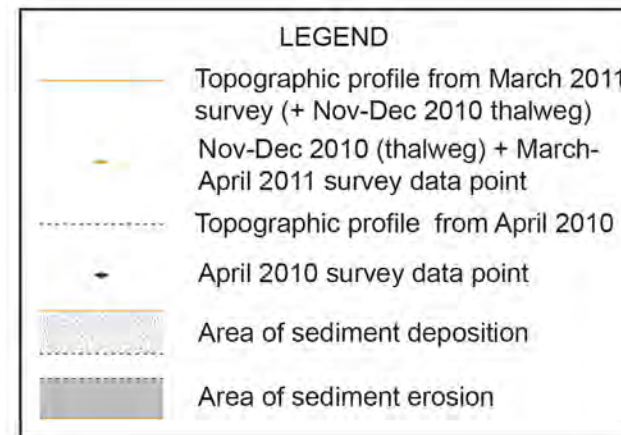 LEGEND
Topographic profile from March 2011
survey (+ Nov-Dec 2010 thalweg)
Nov-Dec 2010 (thalweg) + March-
April 2011 survey data point
Topographic profile from April 2010
April 2010 survey data point
Area of sediment deposition
Area of sediment erosion